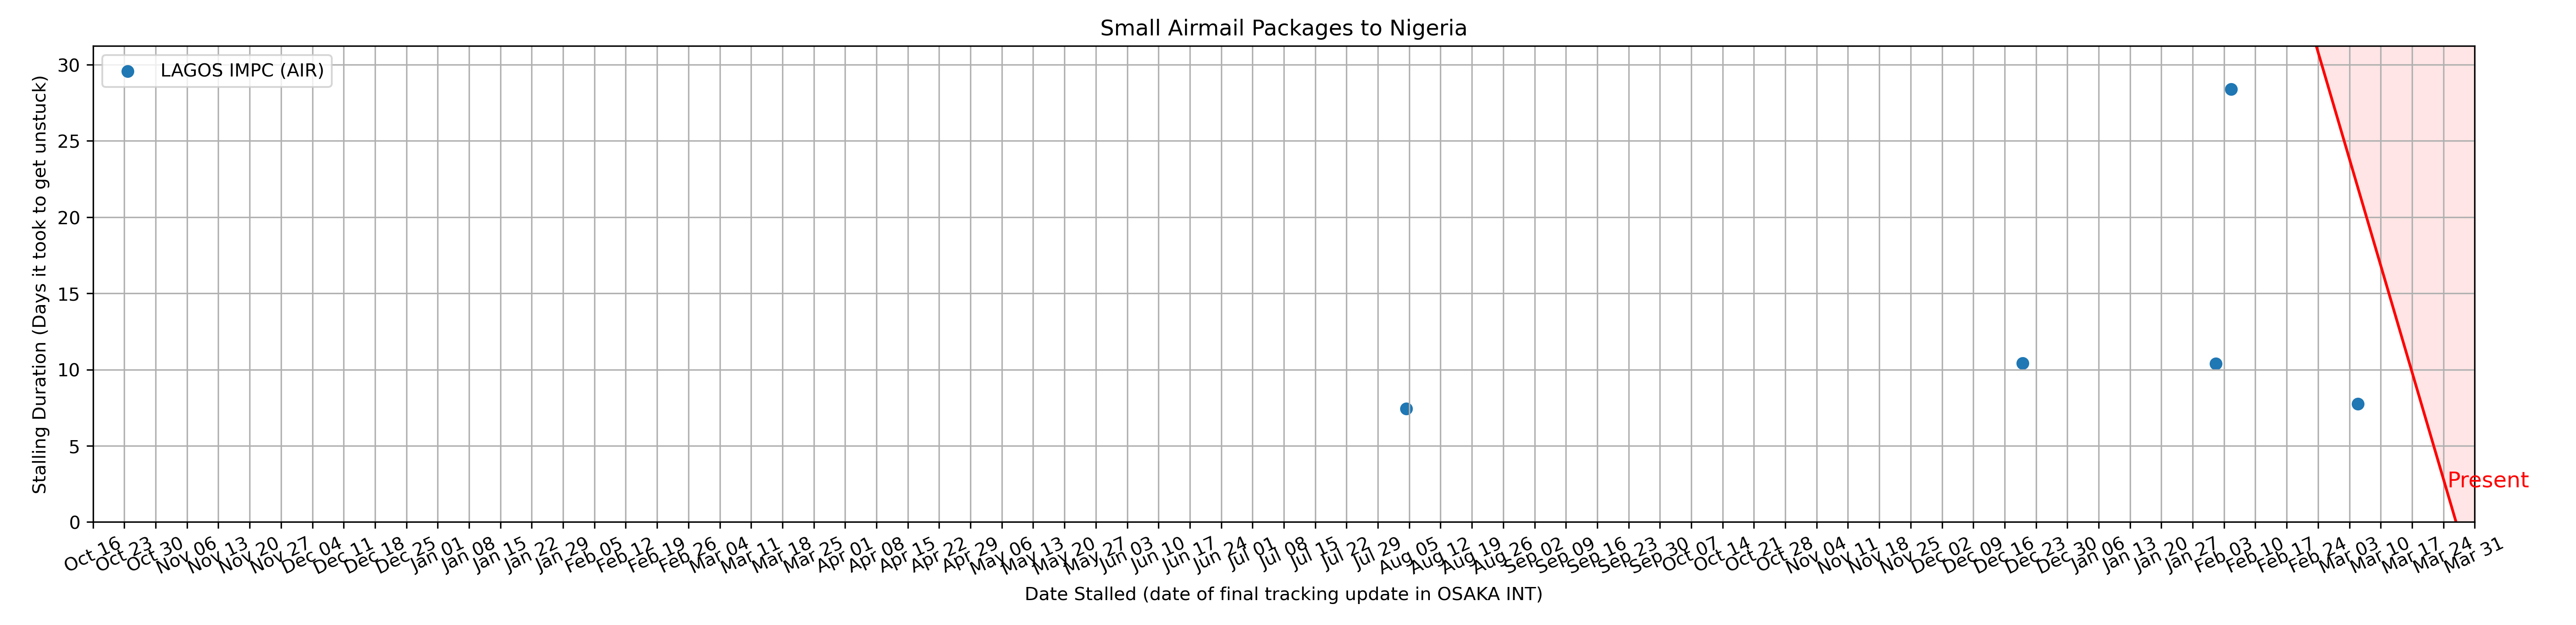 Small Airmail Packages to Nigeria
LAGOS IMPC (AIR)
Stalling Duration (Days it took to get unstuck)
30
25
20
15
10
5
0
Present
Oct 16
Oct 23
Oct 30
Nov 06
Nov 13
Nov 20
Nov 27
Dec 04
Dec 11
Dec 18
Dec 25
Jan 01
Jan 08
Jan 15
Jan 22
Jan 29
Feb 05
Feb 12
Feb 19
Feb 26
Mar 04
Mar 11
Mar 18
Mar 25
Apr 01
Apr 08
Apr 15
Apr 22
Apr 29
May 06
May 13
May 20
May 27
Jun 03
Jun 10
Jun 17
Jun 24
Jul 01
Jul 08
Jul 15
Jul 22
Jul 29
Aug 05
Aug 12
Aug 19
Aug 26
Sep 02
Sep 09
Sep 16
Sep 23
Sep 30
Oct 07
Oct 14
Oct 21
Oct 28
Nov 04
Nov 11
Nov 18
Nov 25
Dec 02
Dec 09
Dec 16
Dec 23
Dec 30
Jan 06
Jan 13
Jan 20
Jan 27
Feb 03
Feb 10
Feb 17
Feb 24
Mar 03
Mar 10
Mar 17
Mar 24
Mar 31
Date Stalled (date of final tracking update in OSAKA INT)